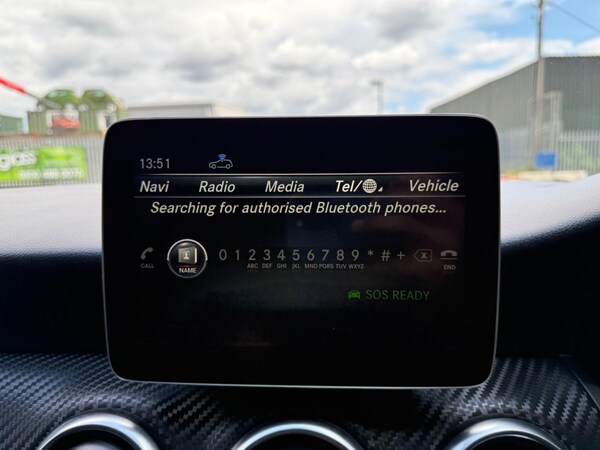 13:51
Navi Radio Media Tel/ Vehicle
Searching for authorised Bluetooth phones...
0 1 2 3 4 5 6 7 8 9 * # +
ABC DEF GHI JKL MNO PQRS TUV WXYZ
CALL NAME END
SOS READY
gas